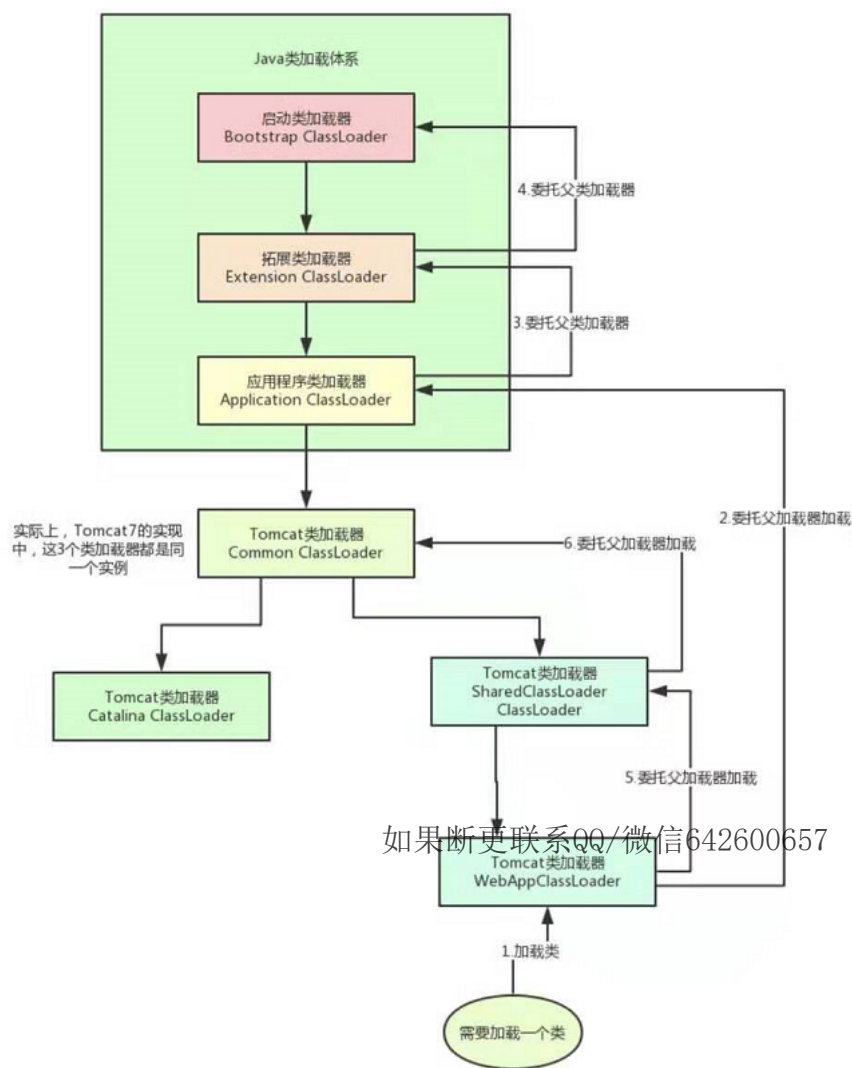 Java类加载体系
启动类加载器
Bootstrap ClassLoader
4.委托父类加载器
拓展类加载器
Extension ClassLoader
3.委托父类加载器
应用程序类加载器
Application ClassLoader
实际上，Tomcat7的实现
中，这3个类加载器都是同
一个实例
Tomcat类加载器
Common ClassLoader
2.委托父加载器加载
6.委托父加载器加载
Tomcat类加载器
Catalina ClassLoader
Tomcat类加载器
SharedClassLoader
ClassLoader
5.委托父加载器加载
如果断更联系QQ/微信642600657
Tomcat类加载器
WebAppClassLoader
1.加载类
需要加载一个类